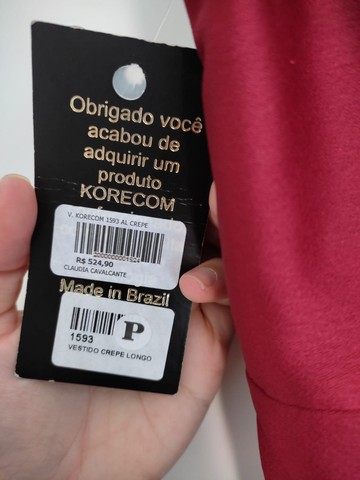 Obrigado você
acabou de
adquirir um
produto
KORECOM
V. KORECOM 1593 AL CREPE
R$ 524,90
CLAUDIA CAVALCANTE
Made in Brazil
P
1593
VESTIDO CREPE LONGO